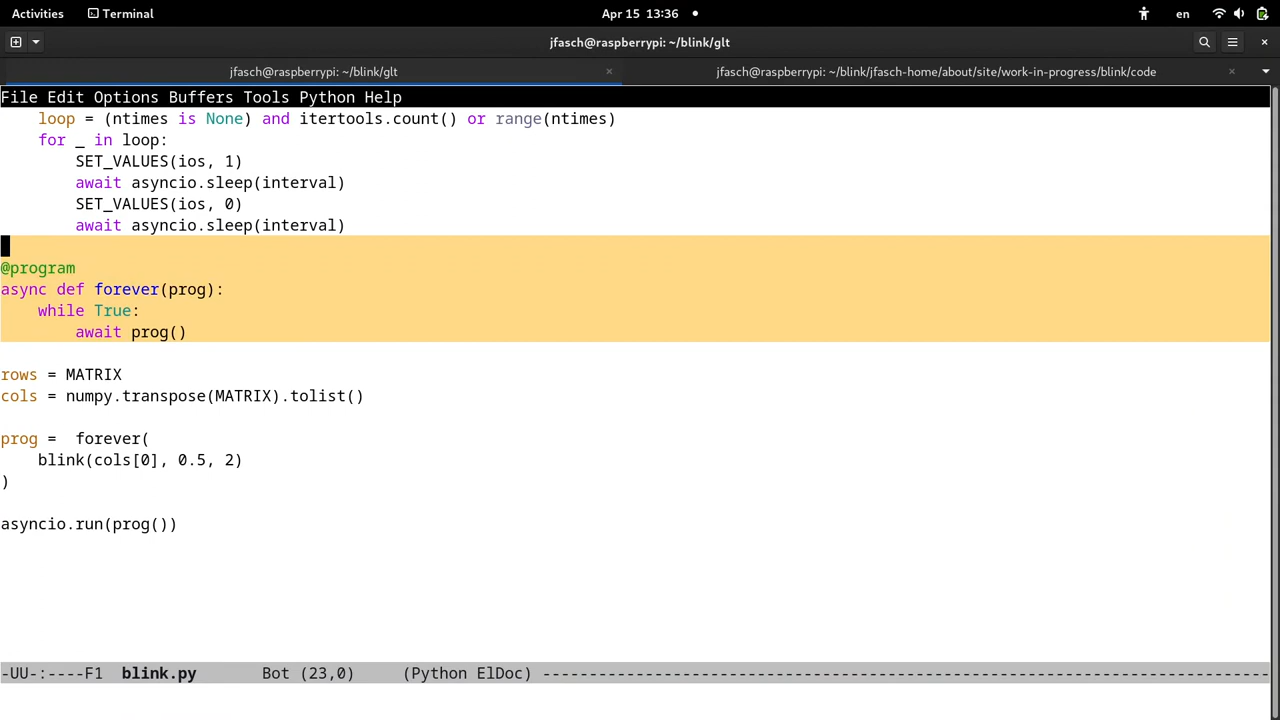 Activities Terminal Apr 15 13:36 en
jfasch@raspberrypi: ~/blink/glt
jfasch@raspberrypi: ~/blink/glt jfasch@raspberrypi: ~/blink/jfasch-home/about/site/work-in-progress/blink/code
File Edit Options Buffers Tools Python Help
    loop = (ntimes is None) and itertools.count() or range(ntimes)
    for _ in loop:
        SET_VALUES(ios, 1)
        await asyncio.sleep(interval)
        SET_VALUES(ios, 0)
        await asyncio.sleep(interval)
@program
async def forever(prog):
    while True:
        await prog()
rows = MATRIX
cols = numpy.transpose(MATRIX).tolist()
prog =  forever(
    blink(cols[0], 0.5, 2)
)
asyncio.run(prog())
-UU-:----F1  blink.py       Bot (23,0)     (Python ElDoc) ------------------------------------------------------------------------------